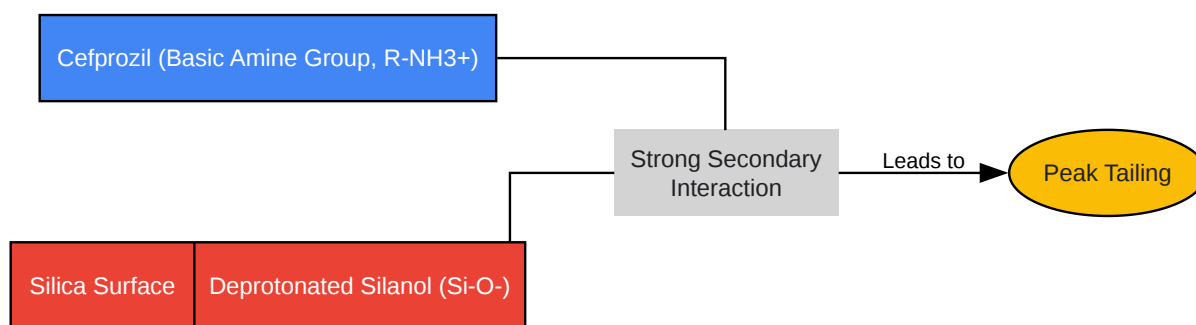 Cefprozil (Basic Amine Group, R-NH3+)
Strong Secondary
Interaction
Leads to
Peak Tailing
Silica Surface
Deprotonated Silanol (Si-O-)